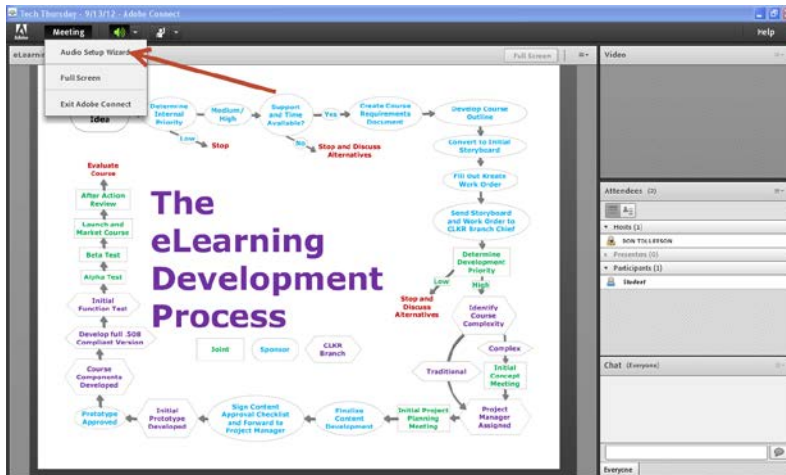 Tech Thursday - 9/13/12 - Adobe Connect
Adobe
Meeting
Help
Audio Setup Wizard
Full Screen
Exit Adobe Connect
Full Screen
Idea
Determine
Internal
Priority
Medium/
High
Support
and Time
Available?
Yes
Create Course
Requirements
Document
Develop Course
Outline
Low
Stop
No
Stop and Discuss
Alternatives
Convert to Initial
Storyboard
Fill Out Kreate
Work Order
Send Storyboard
and Work Order to
CLKR Branch Chief
Determine
Development
Priority
Low
High
Stop and
Discuss
Alternatives
Identify
Course
Complexity
Complex
Traditional
Initial
Concept
Meeting
Project
Manager
Assigned
Initial Project
Planning
Meeting
Finalize
Content
Development
Sign Content
Approval Checklist
and Forward to
Project Manager
Initial
Prototype
Developed
Prototype
Approved
Course
Components
Developed
Develop full .508
Compliant Version
Initial
Function Test
Alpha Test
Beta Test
Launch and
Market Course
After Action
Review
Evaluate
Course
The
eLearning
Development
Process
Joint
Sponsor
CLKR
Branch
Video
Attendees (2)
Hosts (1)
DON TOLLEFSON
Presenters (0)
Participants (1)
Student
Chat (Everyone)
Everyone